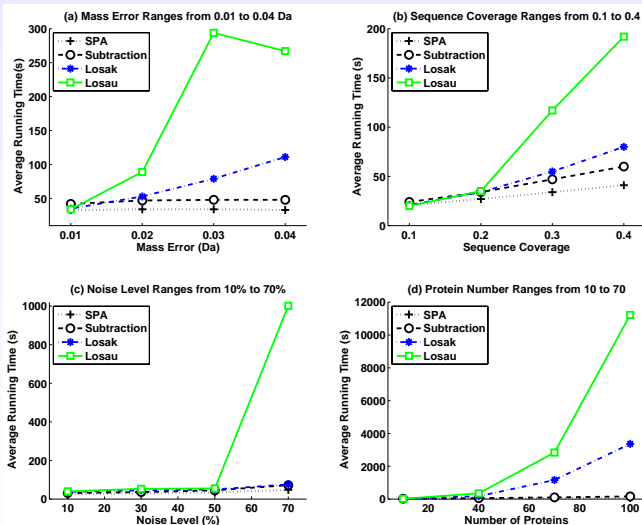 (a) Mass Error Ranges from 0.01 to 0.04 Da
300
250
200
150
100
50
0.01 0.02 0.03 0.04
Mass Error (Da)
Average Running Time(s)
SPA
Subtraction
Losak
Losau
(b) Sequence Coverage Ranges from 0.1 to 0.4
200
150
100
50
0
0.1 0.2 0.3 0.4
Sequence Coverage
Average Running Time (s)
SPA
Subtraction
Losak
Losau
(c) Noise Level Ranges from 10% to 70%
1000
800
600
400
200
0
10 20 30 40 50 60 70
Noise Level (%)
Average Running Time (s)
SPA
Subtraction
Losak
Losau
(d) Protein Number Ranges from 10 to 70
12000
10000
8000
6000
4000
2000
0
20 40 60 80 100
Number of Proteins
Average Running Time (s)
SPA
Subtraction
Losak
Losau